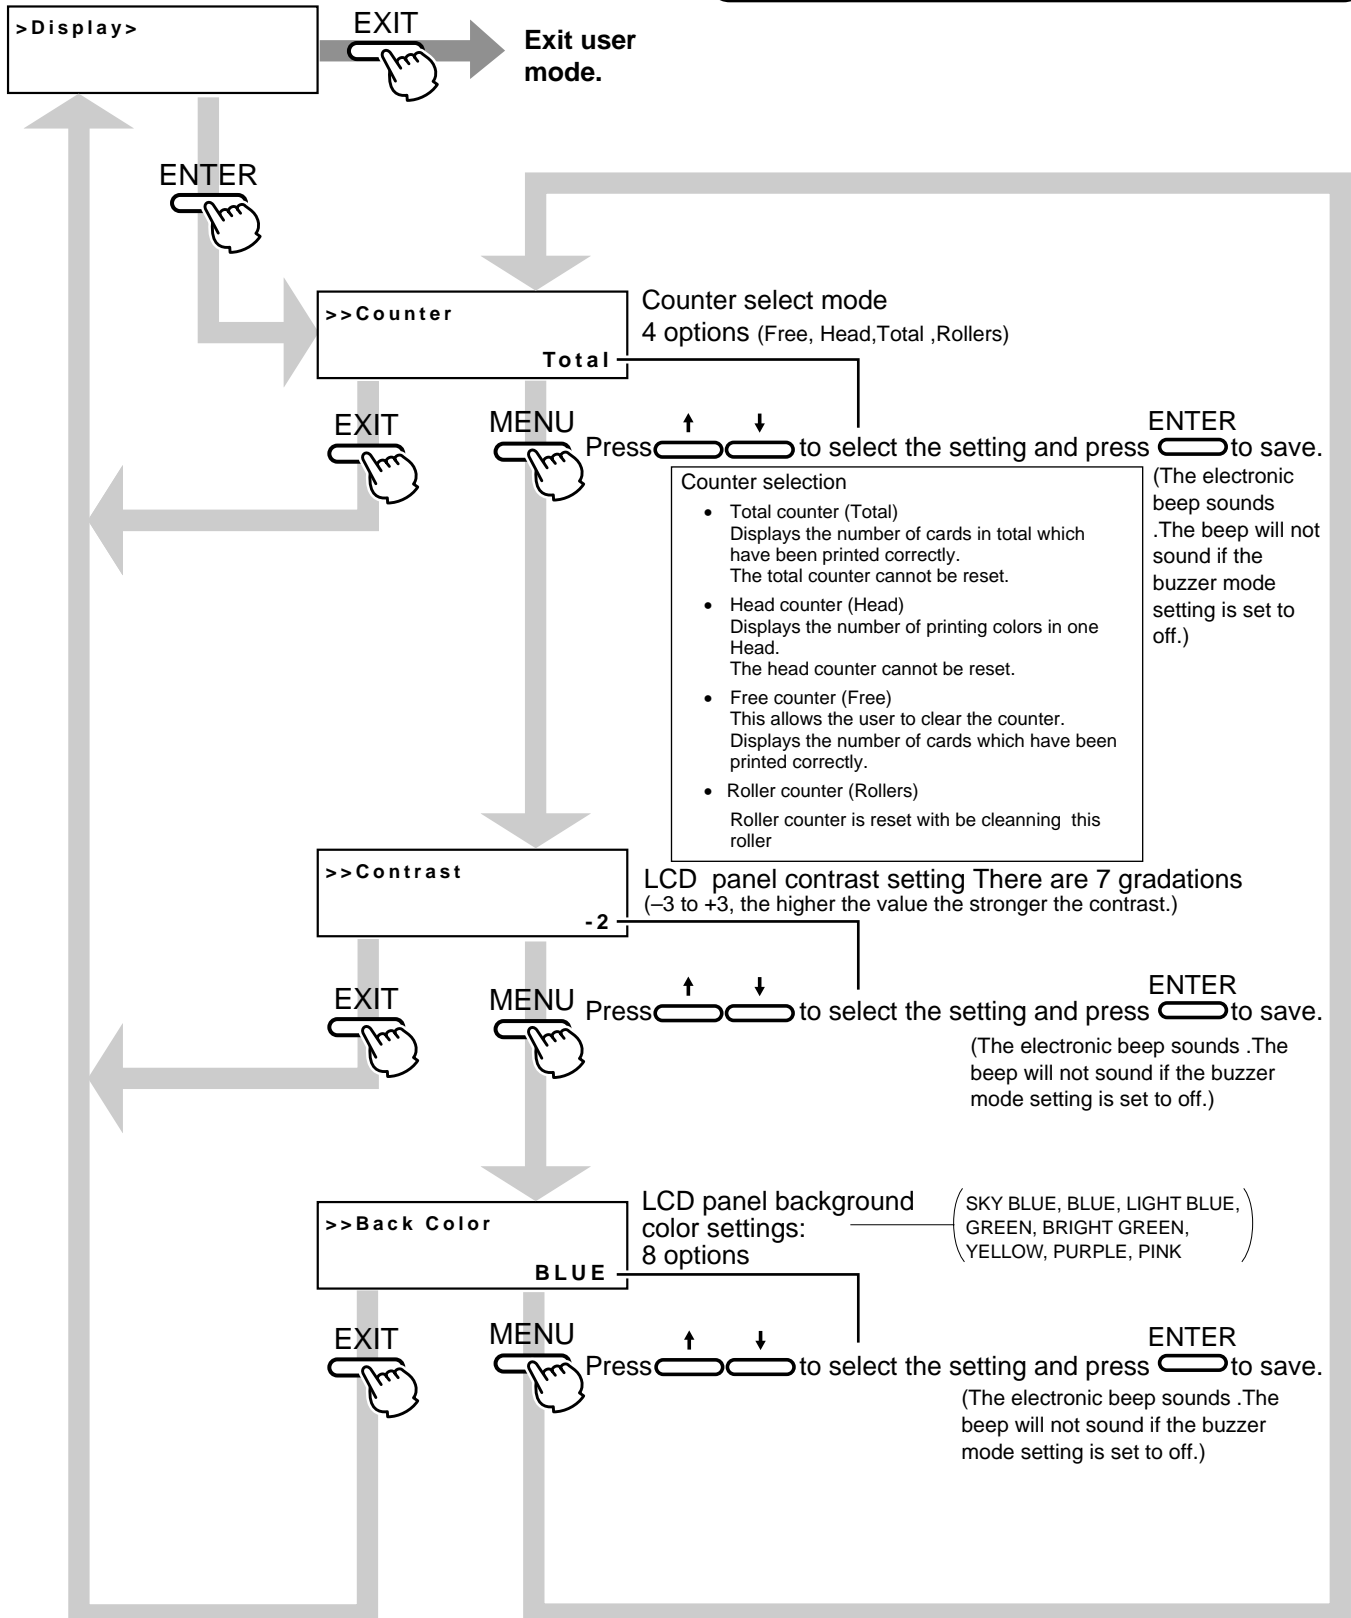 >Display>
EXIT
Exit user
mode.
ENTER
>>Counter
Total
Counter select mode
4 options (Free, Head,Total ,Rollers)
EXIT
MENU
Press ↑ ↓ to select the setting and press ENTER to save.
(The electronic
beep sounds
.The beep will not
sound if the
buzzer mode
setting is set to
off.)
Counter selection
• Total counter (Total)
Displays the number of cards in total which
have been printed correctly.
The total counter cannot be reset.
• Head counter (Head)
Displays the number of printing colors in one
Head.
The head counter cannot be reset.
• Free counter (Free)
This allows the user to clear the counter.
Displays the number of cards which have been
printed correctly.
• Roller counter (Rollers)
Roller counter is reset with be cleanning this
roller
>>Contrast
-2
LCD panel contrast setting There are 7 gradations
(–3 to +3, the higher the value the stronger the contrast.)
EXIT
MENU
Press ↑ ↓ to select the setting and press ENTER to save.
(The electronic beep sounds .The
beep will not sound if the buzzer
mode setting is set to off.)
>>Back Color
BLUE
LCD panel background
color settings:
8 options
SKY BLUE, BLUE, LIGHT BLUE,
GREEN, BRIGHT GREEN,
YELLOW, PURPLE, PINK
EXIT
MENU
Press ↑ ↓ to select the setting and press ENTER to save.
(The electronic beep sounds .The
beep will not sound if the buzzer
mode setting is set to off.)